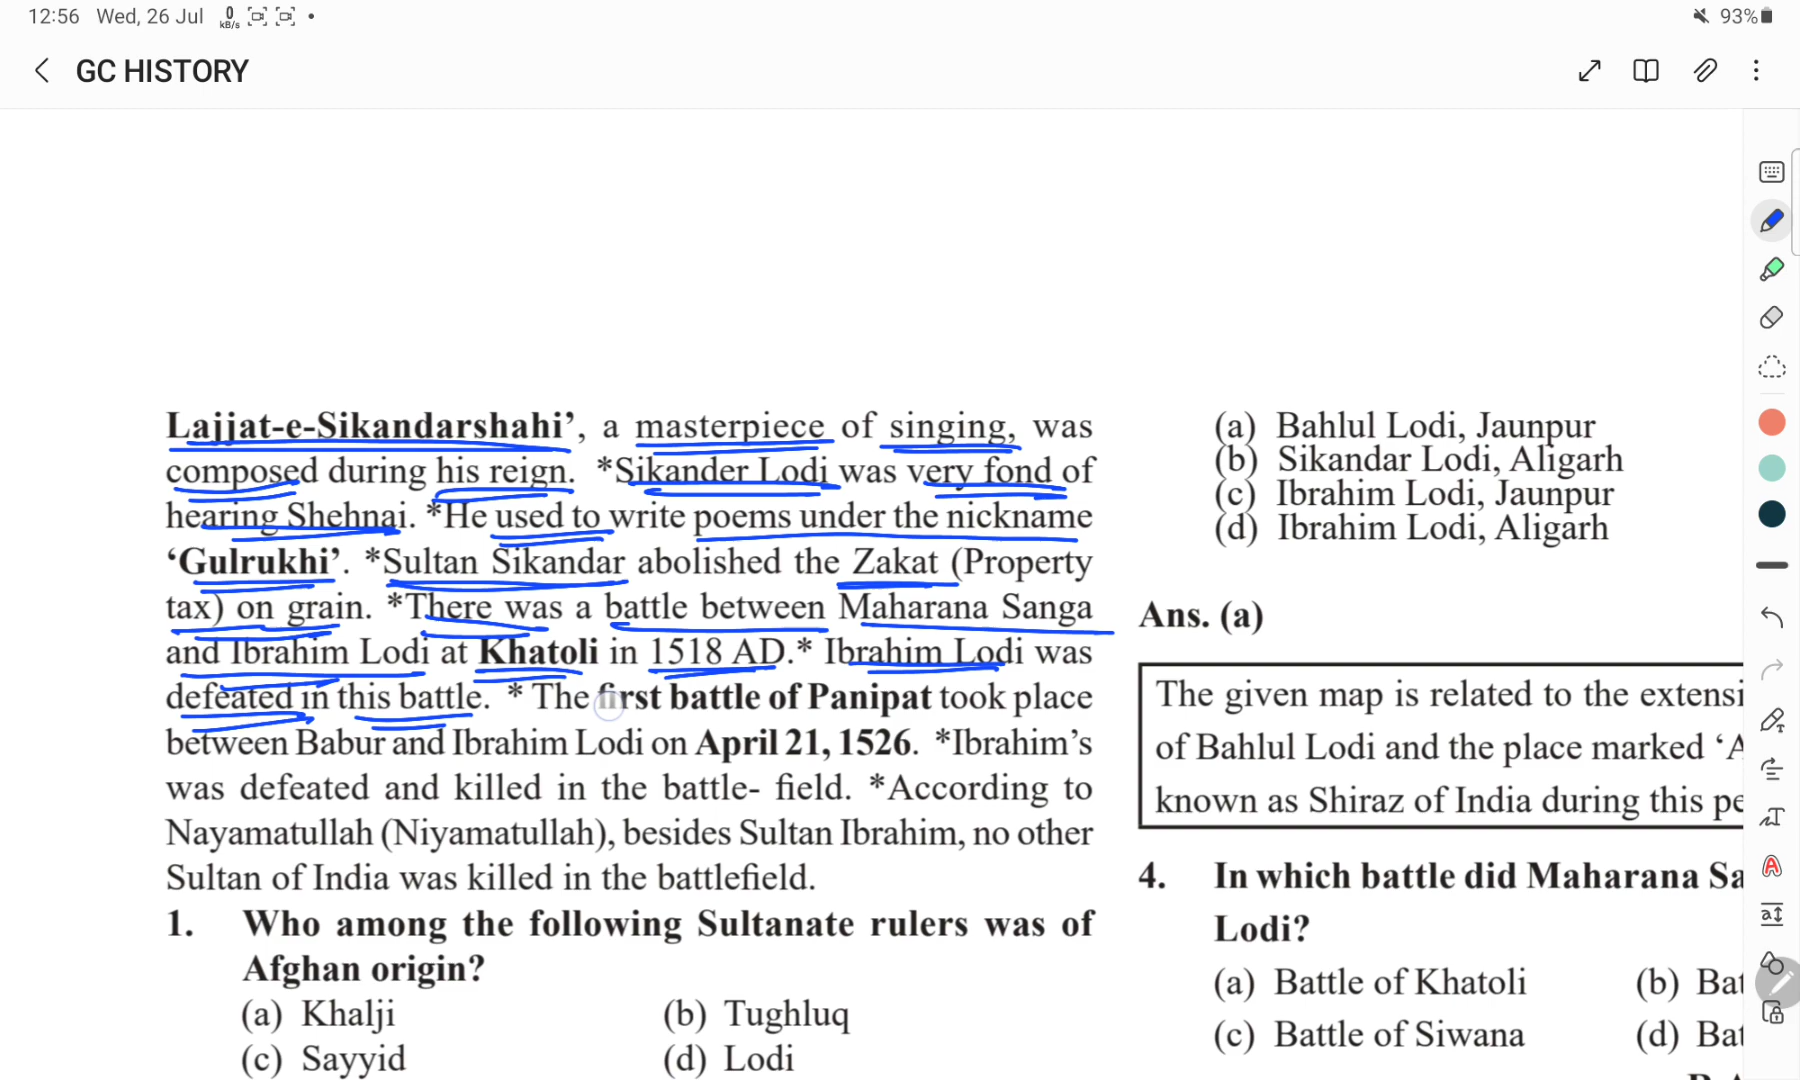 12:56 Wed, 26 Jul 0 kB/s 93%
GC HISTORY
Lajjat-e-Sikandarshahi’, a masterpiece of singing, was
composed during his reign. *Sikander Lodi was very fond of
hearing Shehnai. *He used to write poems under the nickname
‘Gulrukhi’. *Sultan Sikandar abolished the Zakat (Property
tax) on grain. *There was a battle between Maharana Sanga
and Ibrahim Lodi at Khatoli in 1518 AD.* Ibrahim Lodi was
defeated in this battle. * The first battle of Panipat took place
between Babur and Ibrahim Lodi on April 21, 1526. *Ibrahim’s
was defeated and killed in the battle- field. *According to
Nayamatullah (Niyamatullah), besides Sultan Ibrahim, no other
Sultan of India was killed in the battlefield.
1. Who among the following Sultanate rulers was of
Afghan origin?
(a) Khalji (b) Tughluq
(c) Sayyid (d) Lodi
(a) Bahlul Lodi, Jaunpur
(b) Sikandar Lodi, Aligarh
(c) Ibrahim Lodi, Jaunpur
(d) Ibrahim Lodi, Aligarh
Ans. (a)
The given map is related to the extensi
of Bahlul Lodi and the place marked ‘A
known as Shiraz of India during this pe
4. In which battle did Maharana Sa
Lodi?
(a) Battle of Khatoli (b) Bat
(c) Battle of Siwana (d) Bat